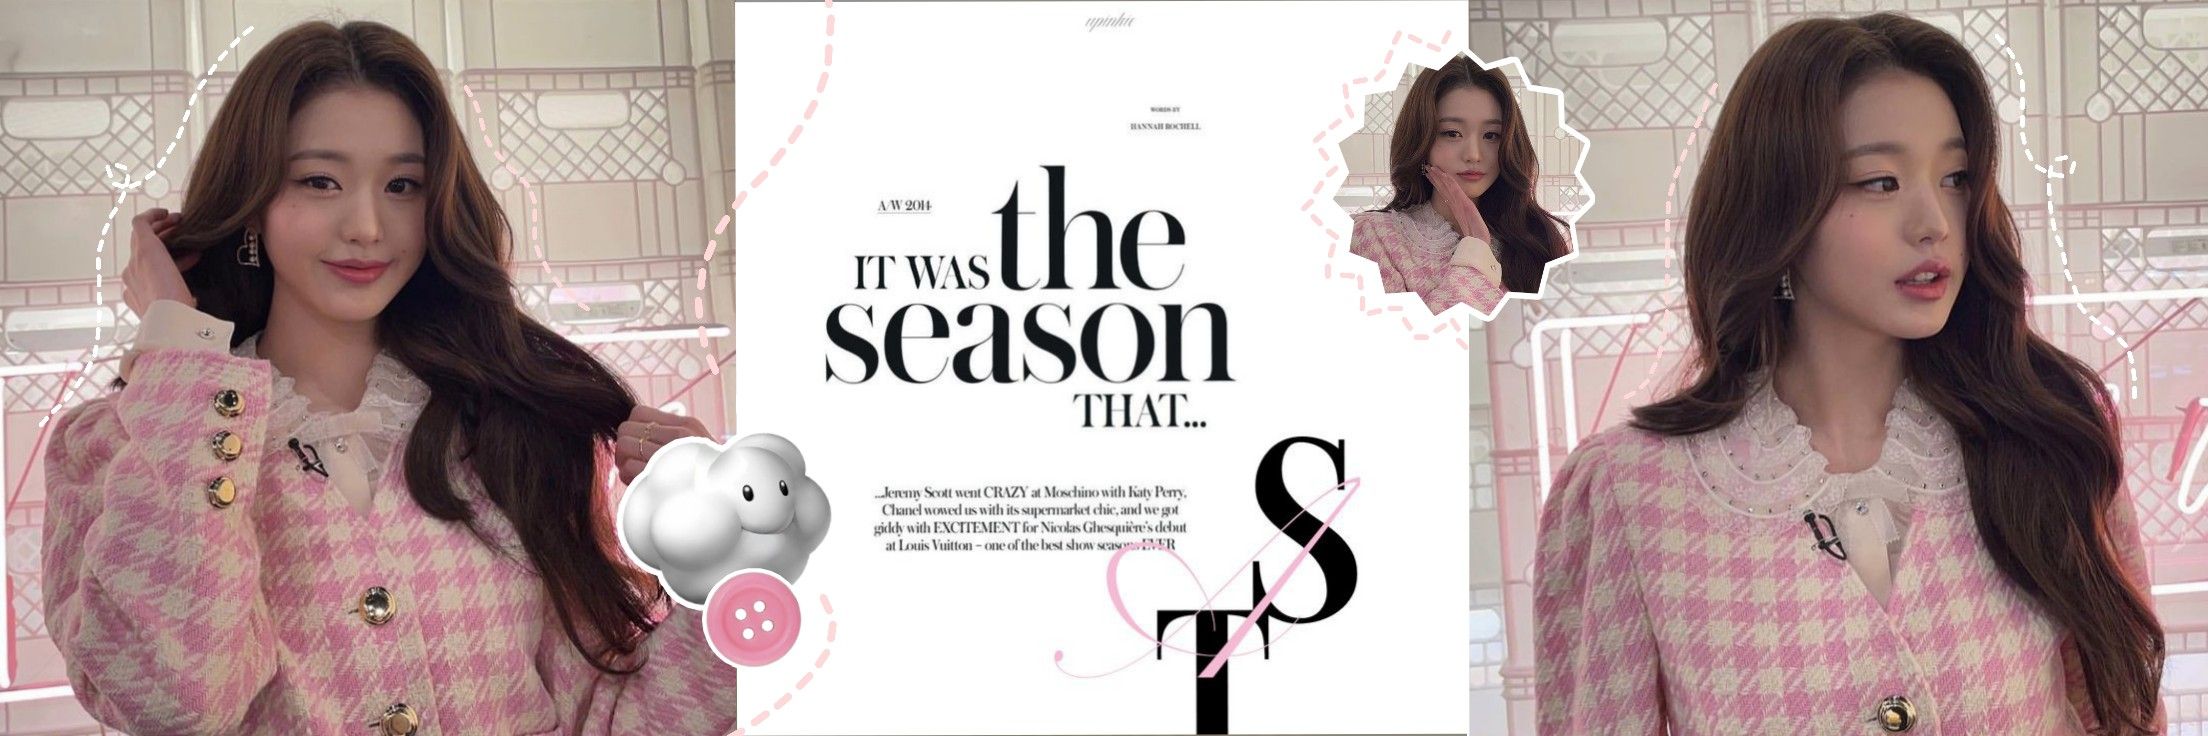 upinkie
WORDS BY
HANNAH ROCHELL
A/W 2014
IT WAS the
season
THAT...
...Jeremy Scott went CRAZY at Moschino with Katy Perry,
Chanel wowed us with its supermarket chic, and we got
giddy with EXCITEMENT for Nicolas Ghesquière's debut
at Louis Vuitton – one of the best show seasons EVER
S
T